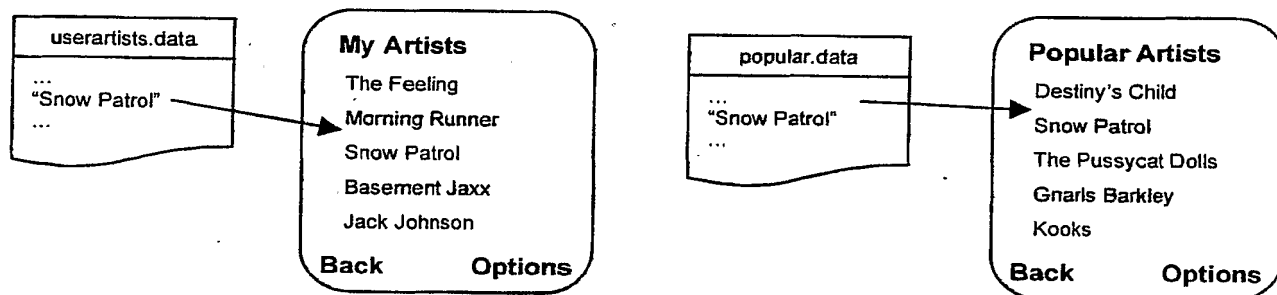 userartists.data
...
“Snow Patrol”
...
My Artists
The Feeling
Morning Runner
Snow Patrol
Basement Jaxx
Jack Johnson
Back Options
popular.data
...
“Snow Patrol”
...
Popular Artists
Destiny's Child
Snow Patrol
The Pussycat Dolls
Gnarls Barkley
Kooks
Back Options